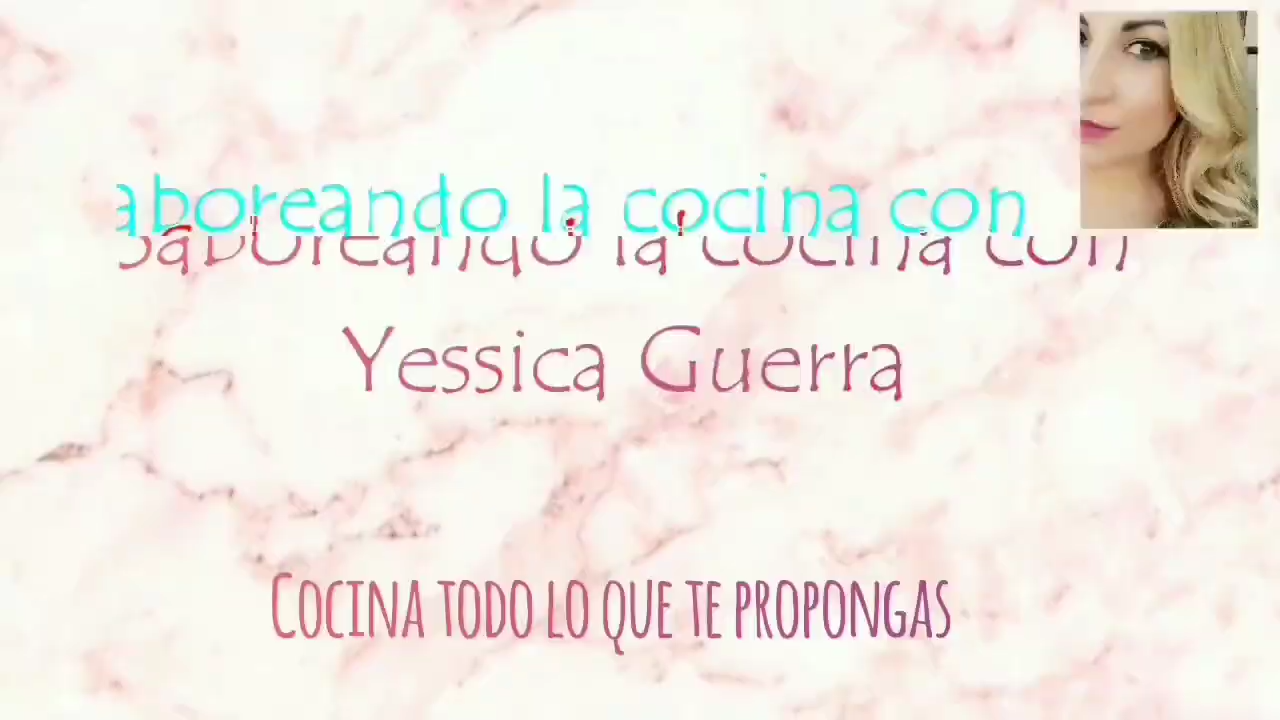 Saboreando la cocina con
Yessica Guerra
Cocina todo lo que te propongas